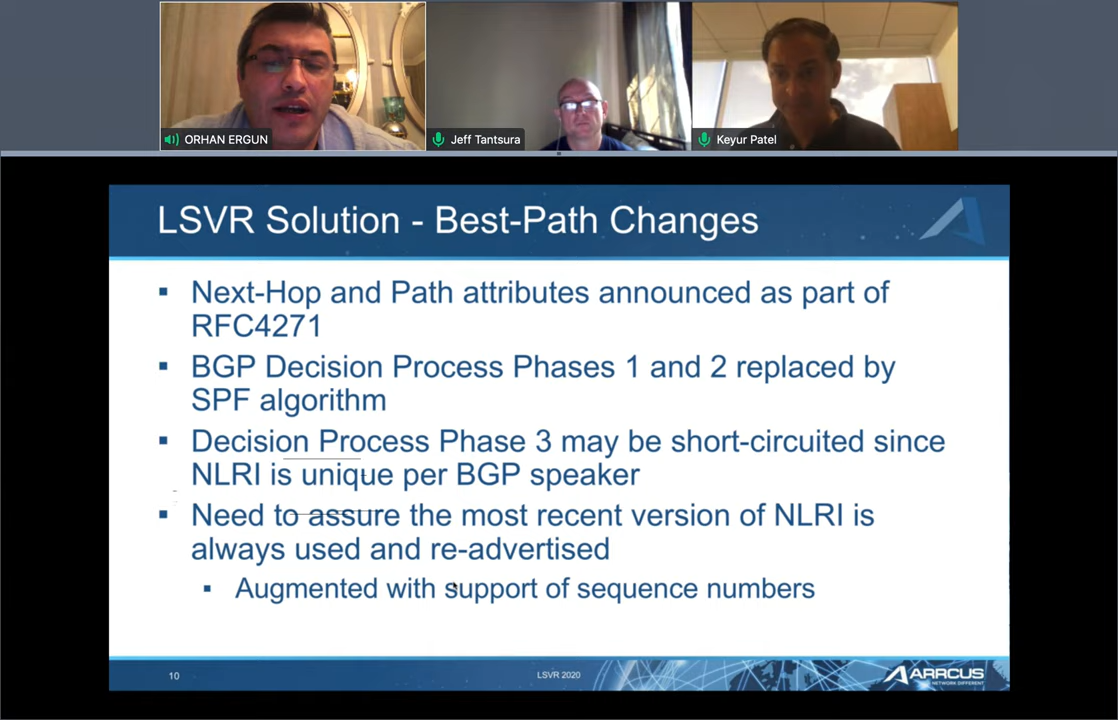 ORHAN ERGUN
Jeff Tantsura
Keyur Patel
LSVR Solution - Best-Path Changes
Next-Hop and Path attributes announced as part of
RFC4271
BGP Decision Process Phases 1 and 2 replaced by
SPF algorithm
Decision Process Phase 3 may be short-circuited since
NLRI is unique per BGP speaker
Need to assure the most recent version of NLRI is
always used and re-advertised
Augmented with support of sequence numbers
10
LSVR 2020
ARRCUS
NETWORK DIFFERENT